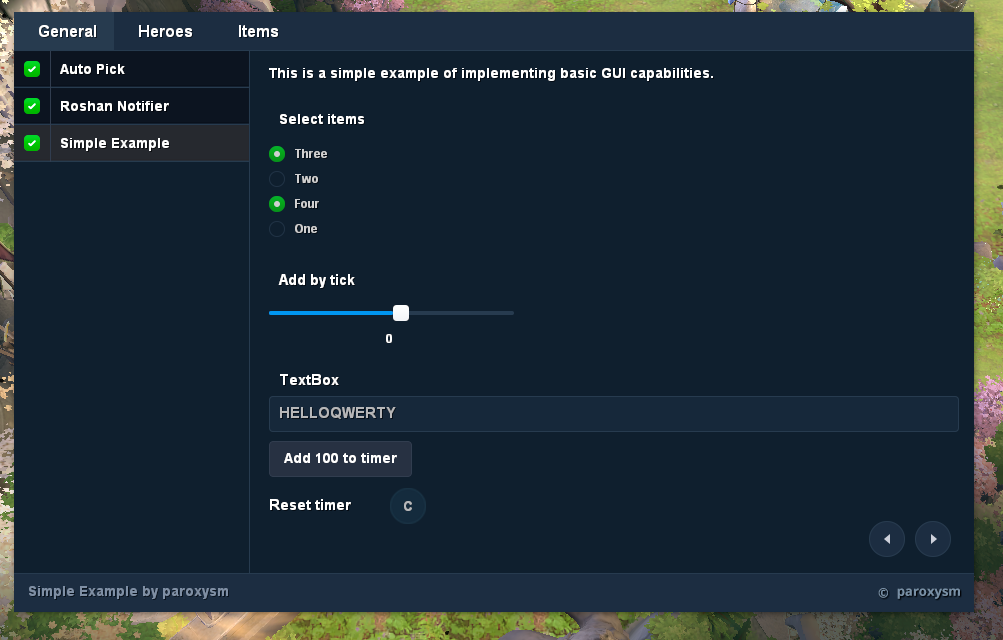 General Heroes Items
Auto Pick
Roshan Notifier
Simple Example
This is a simple example of implementing basic GUI capabilities.
Select items
Three
Two
Four
One
Add by tick
0
TextBox
HELLOQWERTY
Add 100 to timer
Reset timer C
Simple Example by paroxysm
© paroxysm